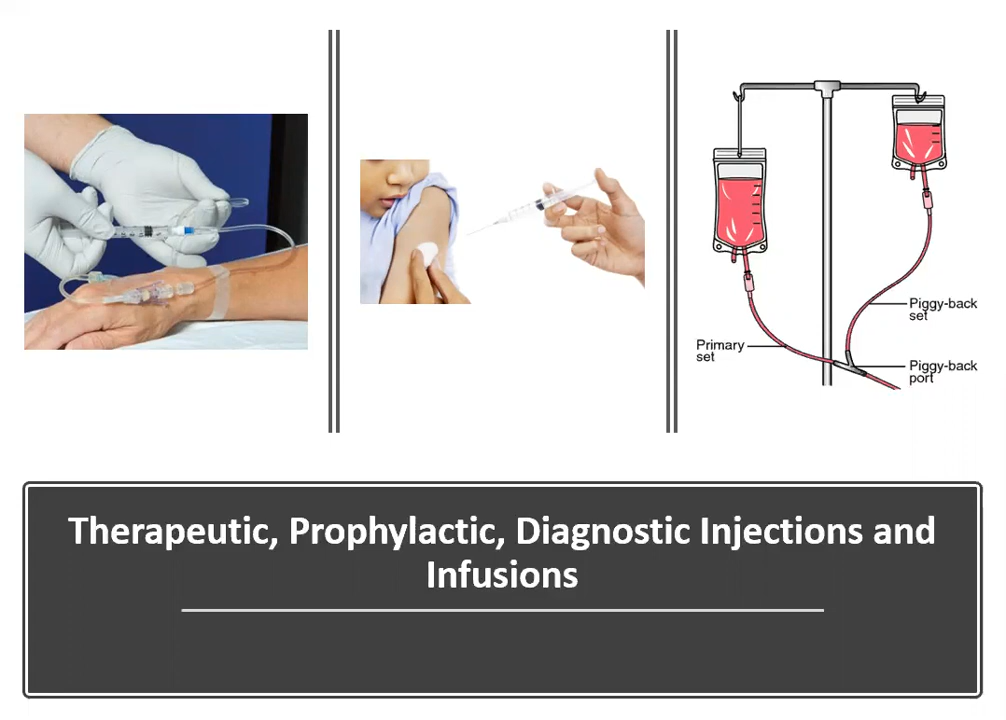 Primary
set
Piggy-back
set
Piggy-back
port
Therapeutic, Prophylactic, Diagnostic Injections and
Infusions